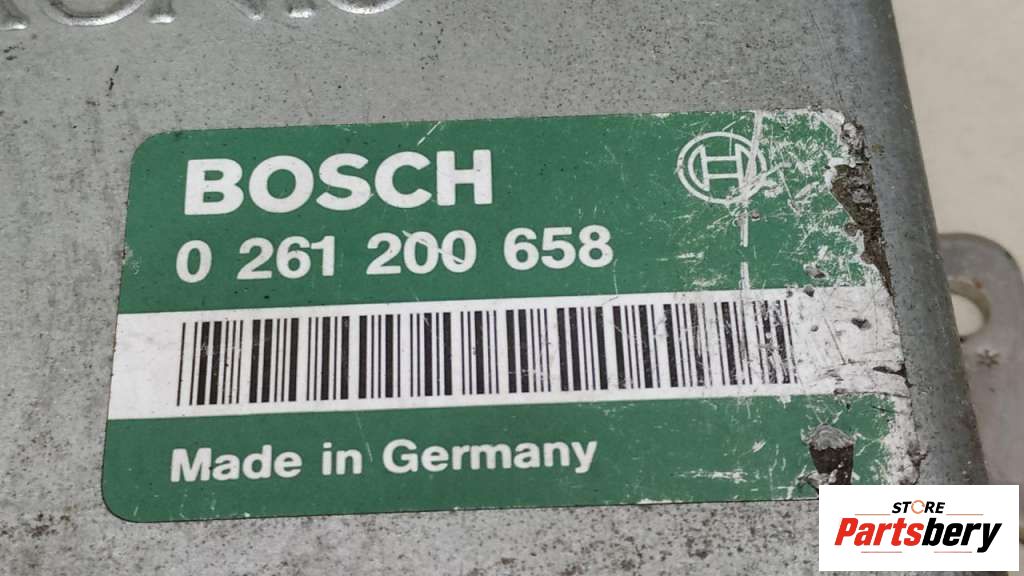 BOSCH
0 261 200 658
Made in Germany
STORE
Partsbery